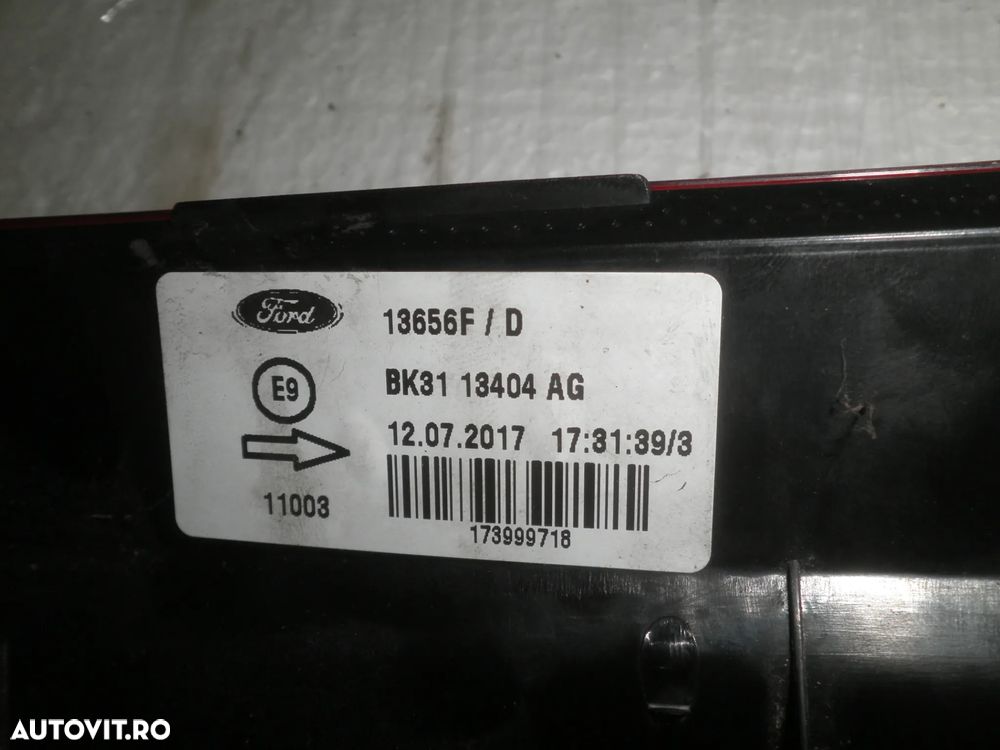 Ford
13656F / D
E9
BK31 13404 AG
12.07.2017 17:31:39/3
11003
173999718
AUTOVIT.RO